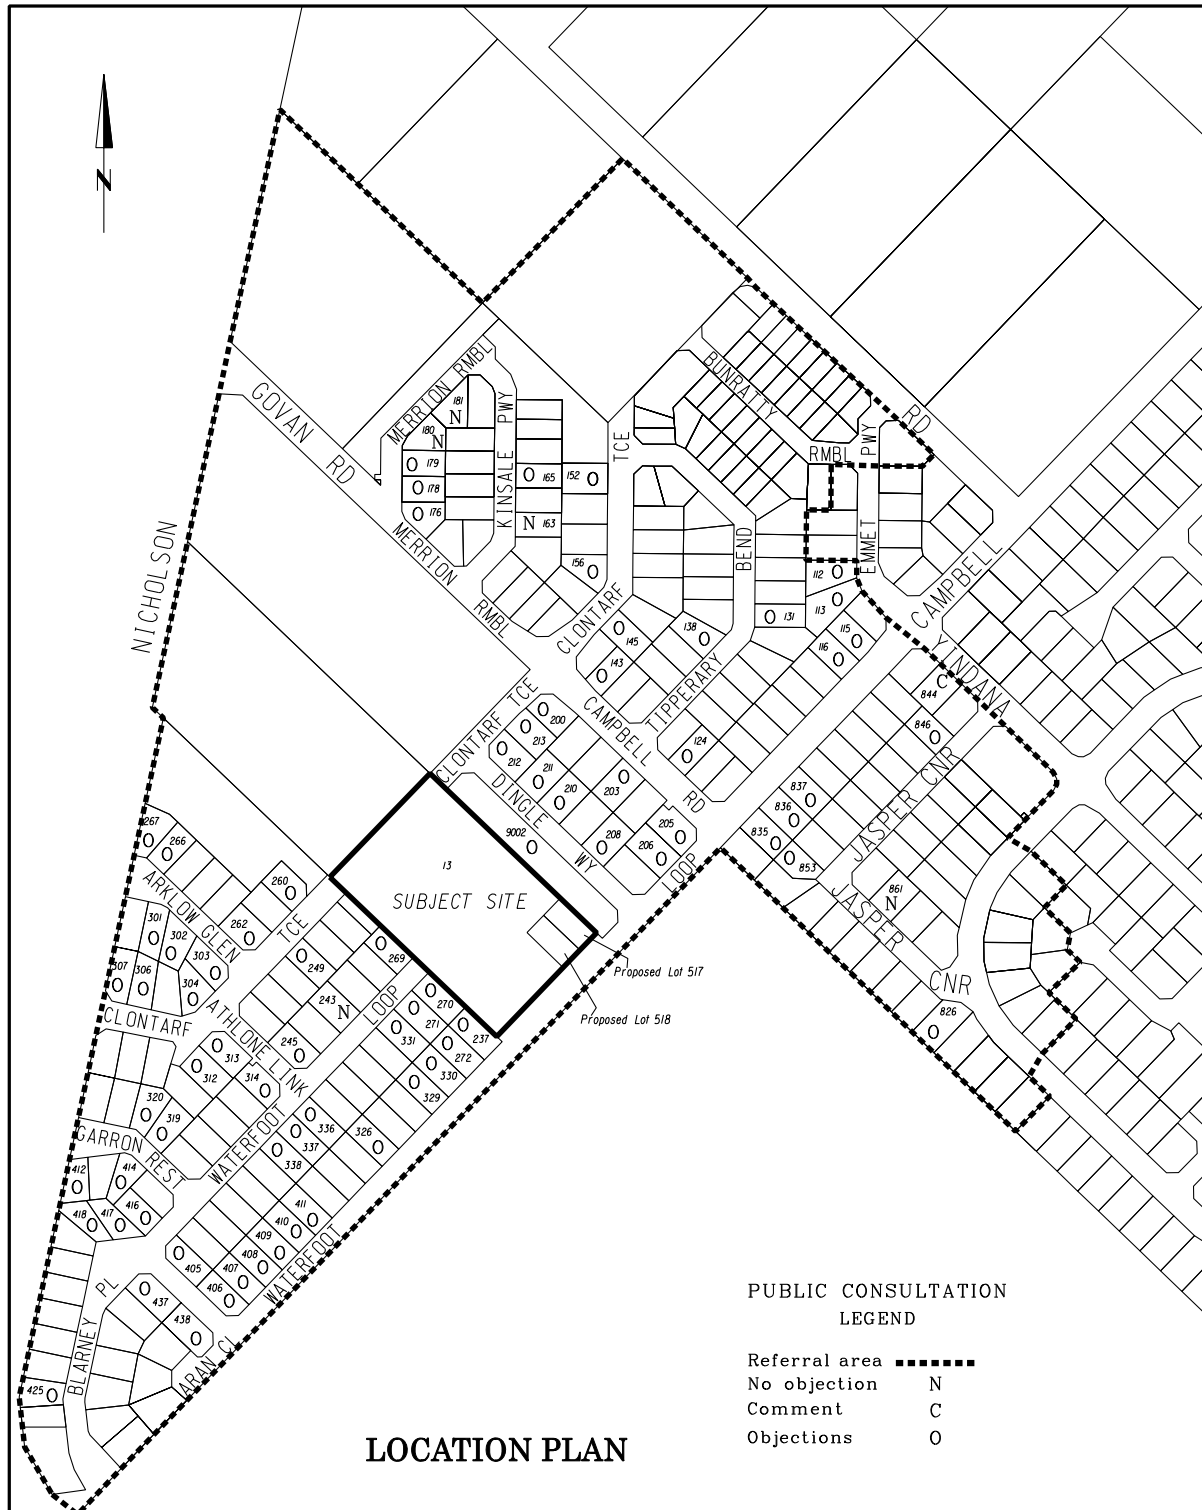 N
NICHOLSON
GOVAN RD
MERRION RMBL
181
N
180
N
O 179
O 178
O 176
KINSALE PWY
O 165
152 O
N 163
156 O
TCE
CLONTARF
BUNRATTY
RMBL
PWY
RD
EMMET
BEND
112 O
113 O
O 131
115 O
116 O
CAMPBELL
YINDANA
MERRION
RMBL
O 145
143 O
138 O
TIPPERARY
124 O
844 C
846 O
CLONTARF TCE
CAMPBELL
RD
O 200
O 213
O 212
211 O
210 O
O 203
DINGLE
WY
208 O
205 O
206 O
LOOP
9002 O
837 O
836 O
835 O
O 853
JASPER CNR
861 N
JASPER
CNR
826 O
13
SUBJECT SITE
Proposed Lot 517
Proposed Lot 518
267 O
266 O
ARKLOW GLEN
260 O
262 O
TCE
301 O
302 O
303 O
304 O
307 O
306 O
CLONTARF
O 249
243 N
245 O
O 269
LOOP
ATHLONE LINK
O 270
O 271
O 237
O 272
O 331
O 330
O 329
O 313
O 312
314 O
320 O
319 O
GARRON REST
WATERFOOT
O 336
O 337
O 338
326 O
412 O
414 O
416 O
417 O
418 O
411 O
410 O
409 O
408 O
407 O
406 O
O 405
WATERFOOT
BLARNEY PL
O 437
438 O
ARAN CL
425 O
PUBLIC CONSULTATION
LEGEND
Referral area
No objection N
Comment C
Objections O
LOCATION PLAN